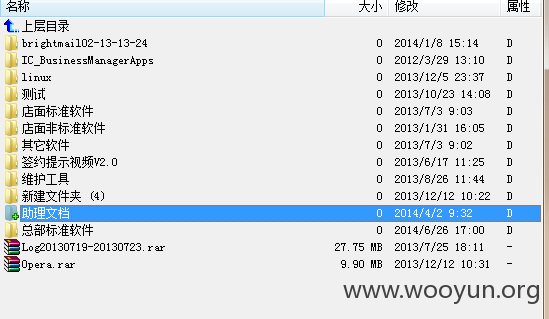 名称 大小 修改 属性
上层目录
brightmail02-13-13-24 0 2014/1/8 15:14 D
IC_BusinessManagerApps 0 2012/3/29 13:10 D
linux 0 2013/12/5 23:37 D
测试 0 2013/10/23 14:08 D
店面标准软件 0 2013/7/3 9:03 D
店面非标准软件 0 2013/1/31 16:05 D
其它软件 0 2013/7/3 9:02 D
签约提示视频V2.0 0 2013/6/17 11:25 D
维护工具 0 2013/8/26 11:44 D
新建文件夹 (4) 0 2013/12/12 10:22 D
助理文档 0 2014/4/2 9:32 D
总部标准软件 0 2014/6/26 17:00 D
Log20130719-20130723.rar 27.75 MB 2013/7/25 18:11 -
Opera.rar 9.90 MB 2013/12/12 10:31 -
www.wooyun.org